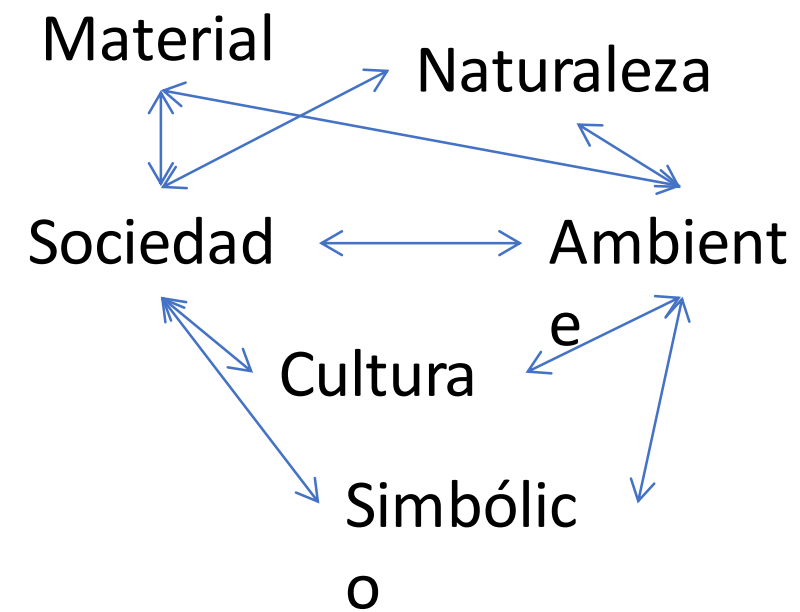 Material
Naturaleza
Sociedad
Ambient
e
Cultura
Simbólic
o